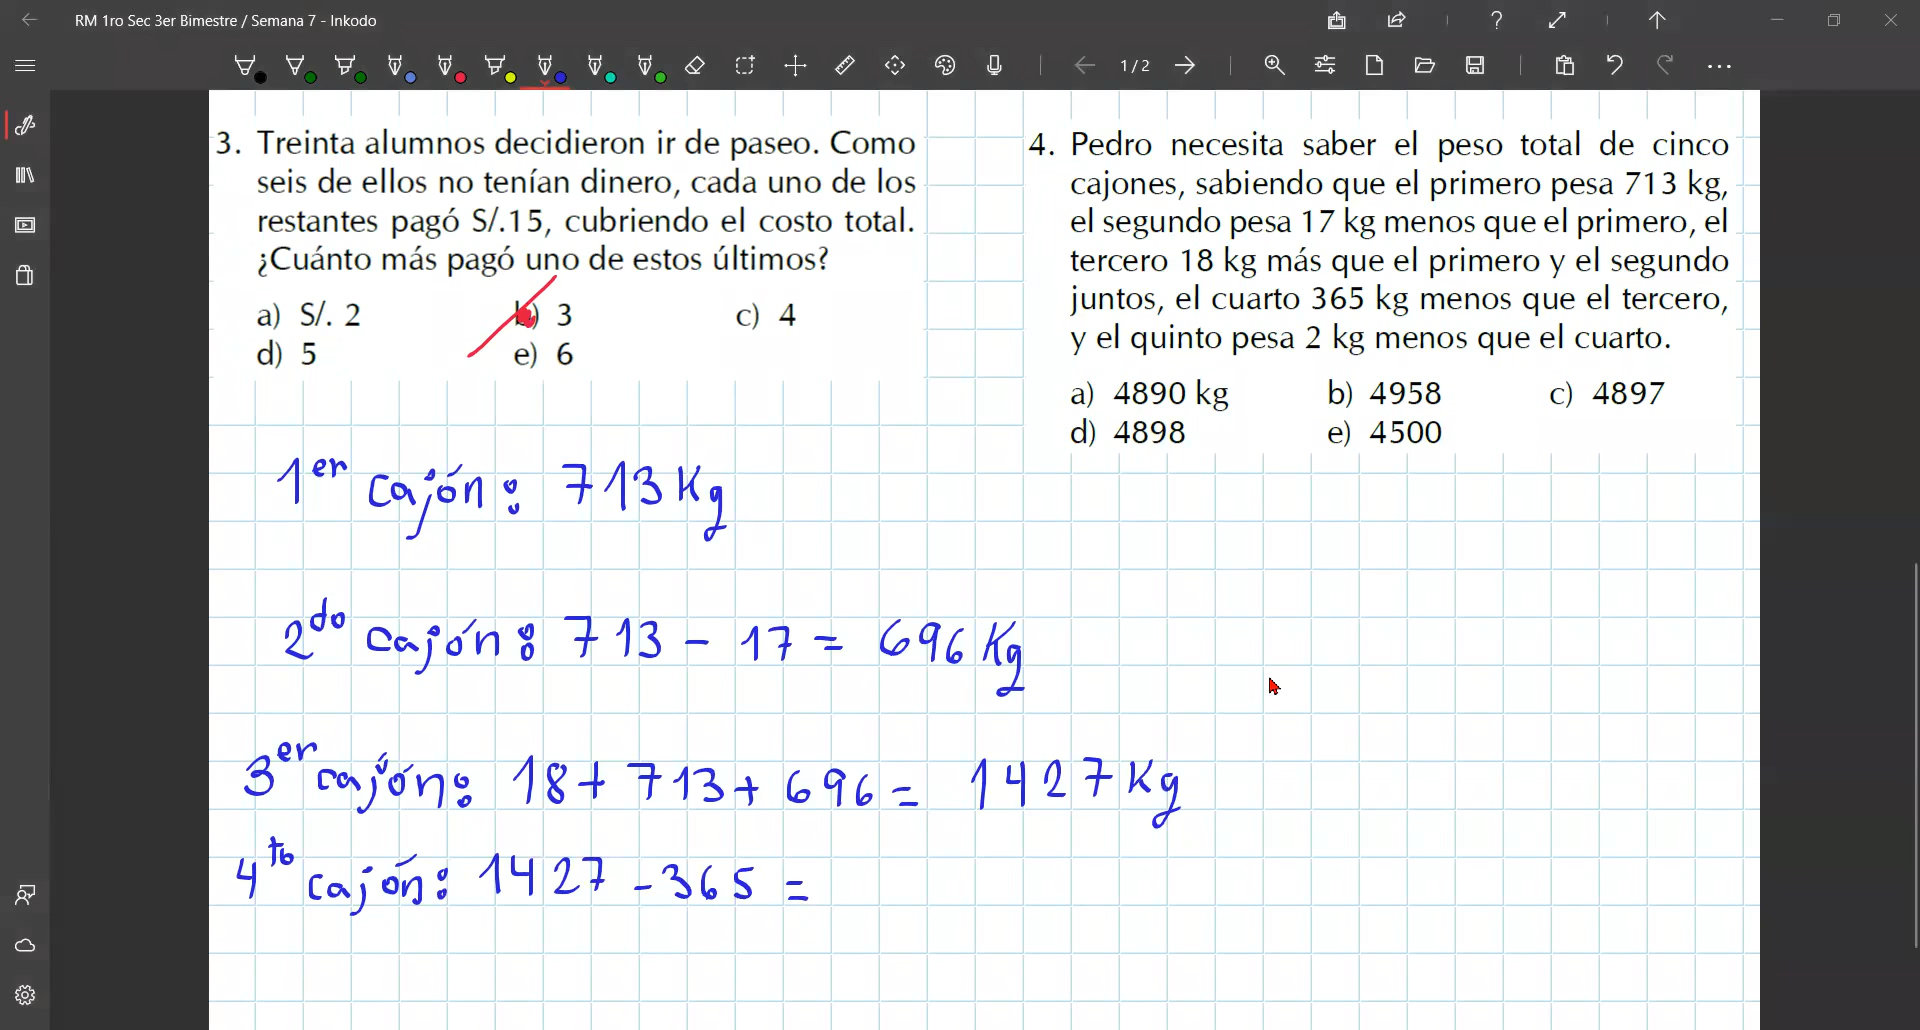 RM 1ro Sec 3er Bimestre / Semana 7 - Inkodo
1 / 2
3. Treinta alumnos decidieron ir de paseo. Como
seis de ellos no tenían dinero, cada uno de los
restantes pagó S/.15, cubriendo el costo total.
¿Cuánto más pagó uno de estos últimos?
a) S/. 2 b) 3 c) 4
d) 5 e) 6
4. Pedro necesita saber el peso total de cinco
cajones, sabiendo que el primero pesa 713 kg,
el segundo pesa 17 kg menos que el primero, el
tercero 18 kg más que el primero y el segundo
juntos, el cuarto 365 kg menos que el tercero,
y el quinto pesa 2 kg menos que el cuarto.
a) 4890 kg b) 4958 c) 4897
d) 4898 e) 4500
1er cajón: 713 Kg
2do cajón: 713 - 17 = 696 Kg
3er cajón: 18 + 713 + 696 = 1427 Kg
4to cajón: 1427 - 365 =